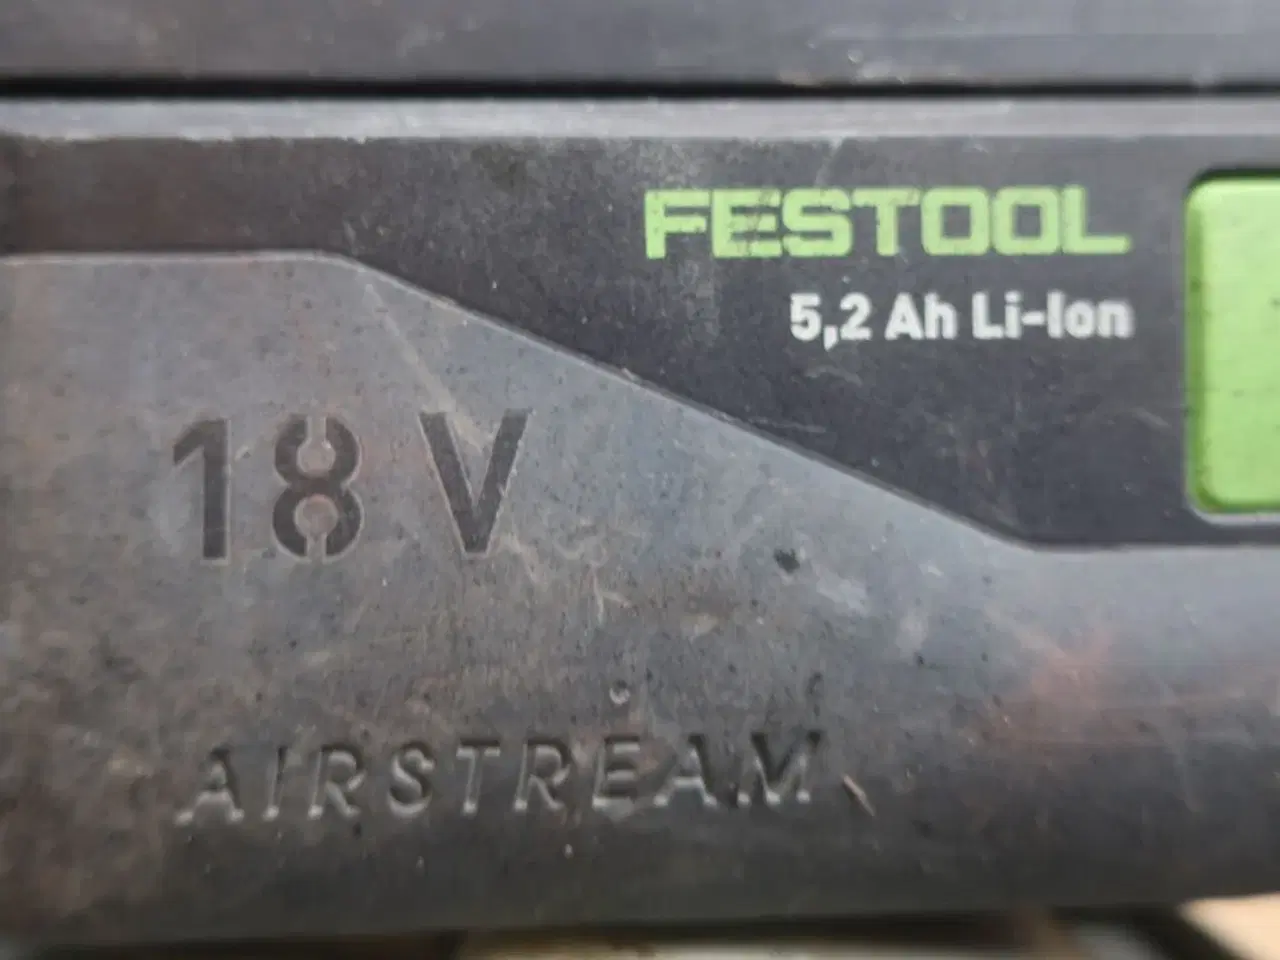 FESTOOL
5,2 Ah Li-Ion
18 V
AIRSTREAM